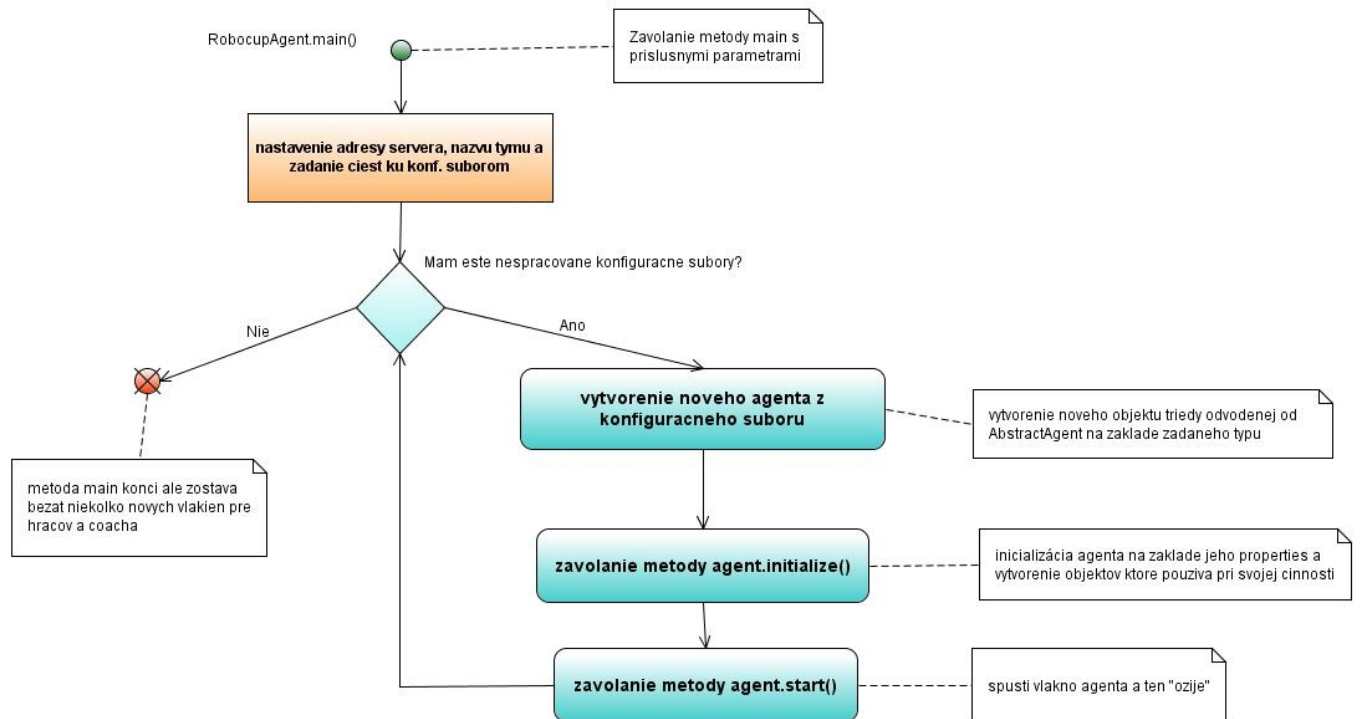 RobocupAgent.main()
Zavolanie metody main s
prislusnymi parametrami
nastavenie adresy servera, nazvu tymu a
zadanie ciest ku konf. suborom
Mam este nespracovane konfiguracne subory?
Nie
Ano
vytvorenie noveho agenta z
konfiguracneho suboru
vytvorenie noveho objektu triedy odvodenej od
AbstractAgent na zaklade zadaneho typu
metoda main konci ale zostava
bezat niekolko novych vlakien pre
hracov a coacha
zavolanie metody agent.initialize()
inicializácia agenta na zaklade jeho properties a
vytvorenie objektov ktore pouziva pri svojej cinnosti
zavolanie metody agent.start()
spusti vlakno agenta a ten "ozije"